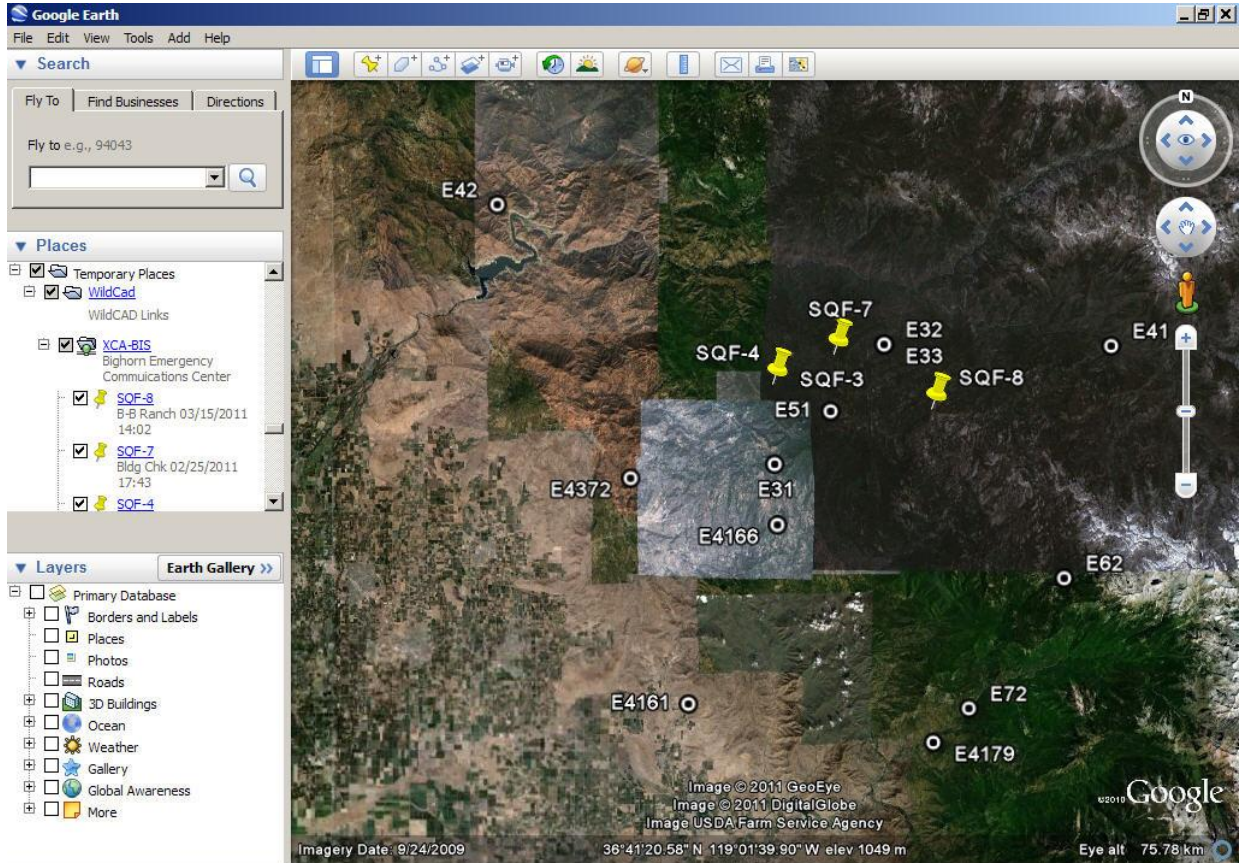 Google Earth
File Edit View Tools Add Help
Search
Fly To Find Businesses Directions
Fly to e.g., 94043
Places
Temporary Places
WildCad
WildCAD Links
XCA-BIS
Bighorn Emergency
Commuications Center
SQF-8
B-B Ranch 03/15/2011
14:02
SQF-7
Bldg Chk 02/25/2011
17:43
SQF-4
Layers Earth Gallery >>
Primary Database
Borders and Labels
Places
Photos
Roads
3D Buildings
Ocean
Weather
Gallery
Global Awareness
More
N
E42
SQF-7
E32
E41
SQF-4
E33
SQF-3
SQF-8
E51
E4372
E31
E4166
E62
E4161
E72
E4179
Image © 2011 GeoEye
Image © 2011 DigitalGlobe
Image USDA Farm Service Agency
©2010 Google
Imagery Date: 9/24/2009 36°41'20.58" N 119°01'39.90" W elev 1049 m Eye alt 75.78 km